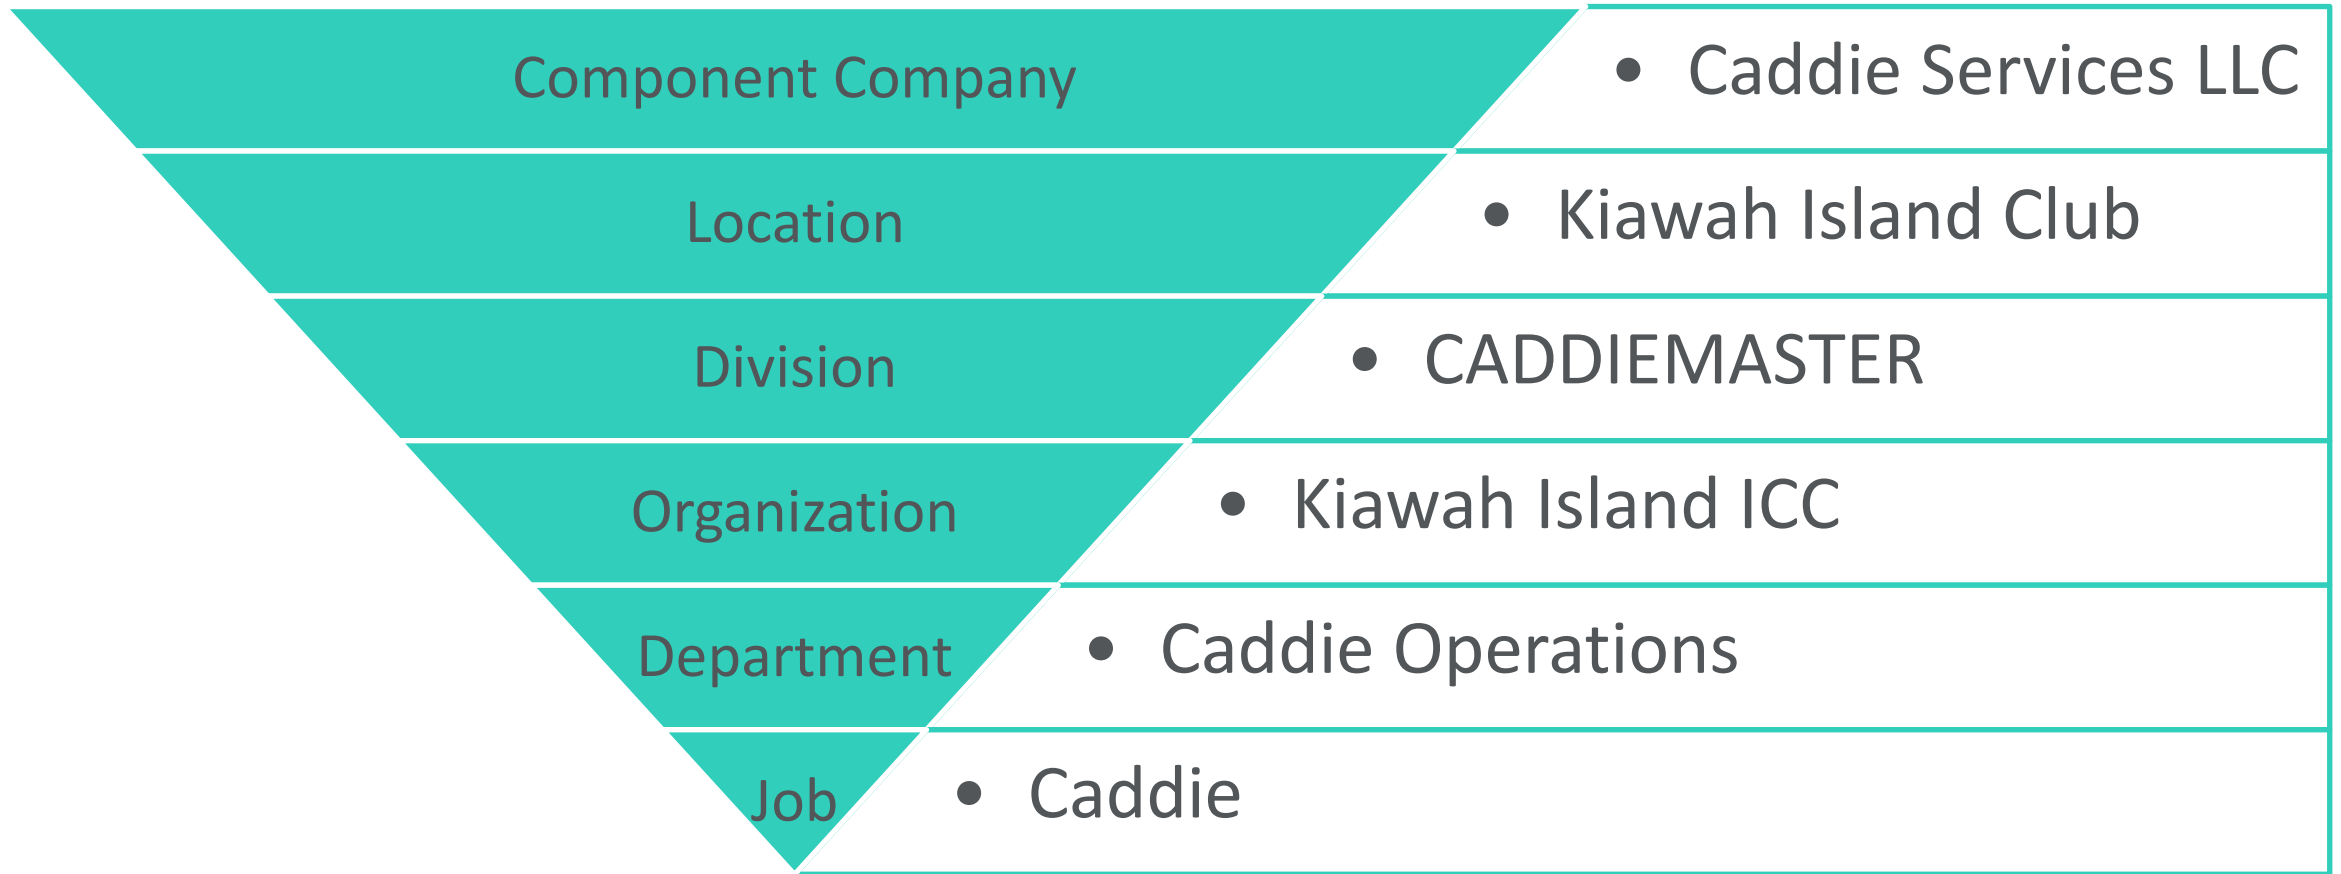 Component Company
• Caddie Services LLC
Location
• Kiawah Island Club
Division
• CADDIEMASTER
Organization
• Kiawah Island ICC
Department
• Caddie Operations
Job
• Caddie